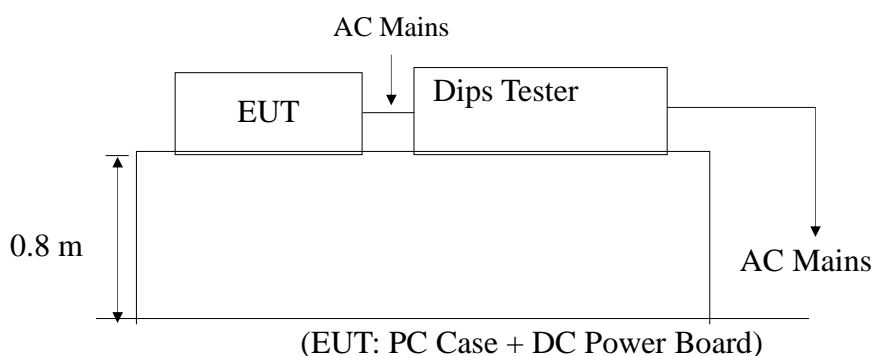 AC Mains
EUT
Dips Tester
0.8 m
AC Mains
(EUT: PC Case + DC Power Board)